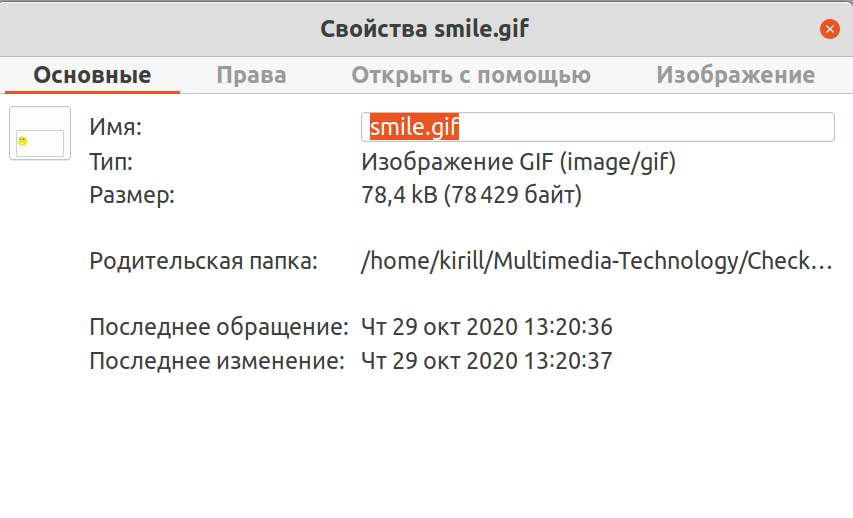 Свойства smile.gif
Основные Права Открыть с помощью Изображение
Имя: smile.gif
Тип: Изображение GIF (image/gif)
Размер: 78,4 kB (78 429 байт)
Родительская папка: /home/kirill/Multimedia-Technology/Check…
Последнее обращение: Чт 29 окт 2020 13:20:36
Последнее изменение: Чт 29 окт 2020 13:20:37